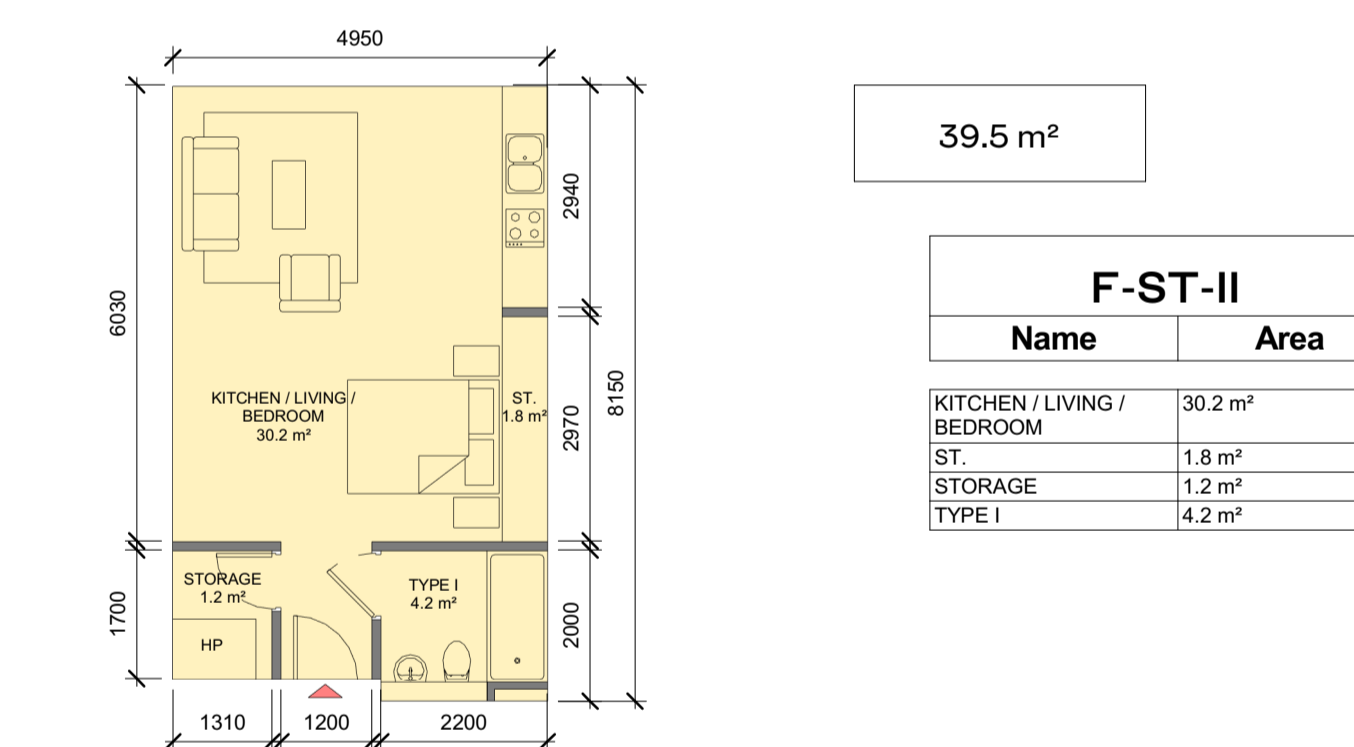 4950
39.5 m²
2940
F-ST-II
Name Area
6030
8150
KITCHEN / LIVING /
BEDROOM
30.2 m²
ST.
1.8 m²
2970
KITCHEN / LIVING / 30.2 m²
BEDROOM
ST. 1.8 m²
STORAGE 1.2 m²
TYPE I 4.2 m²
STORAGE
1.2 m²
TYPE I
4.2 m²
1700
2000
HP
1310 1200 2200